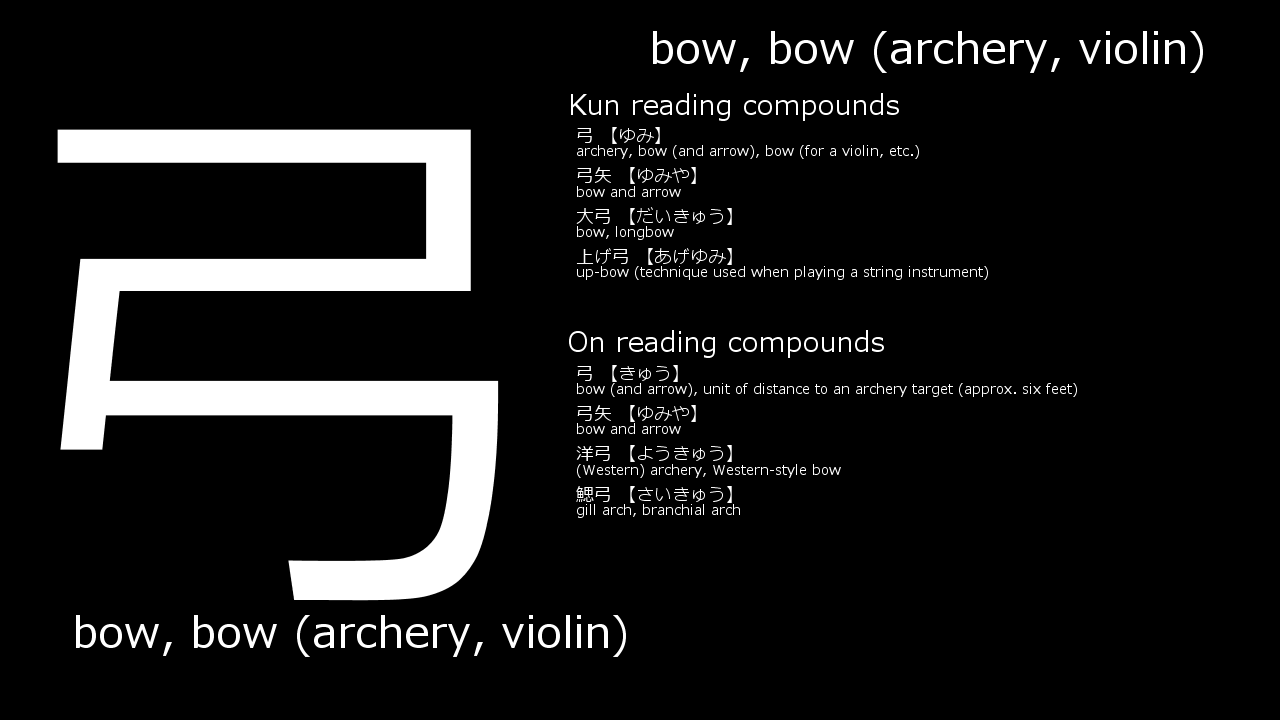 bow, bow (archery, violin)
弓
Kun reading compounds
弓 【ゆみ】
archery, bow (and arrow), bow (for a violin, etc.)
弓矢 【ゆみや】
bow and arrow
大弓 【だいきゅう】
bow, longbow
上げ弓 【あげゆみ】
up-bow (technique used when playing a string instrument)
On reading compounds
弓 【きゅう】
bow (and arrow), unit of distance to an archery target (approx. six feet)
弓矢 【ゆみや】
bow and arrow
洋弓 【ようきゅう】
(Western) archery, Western-style bow
鰓弓 【さいきゅう】
gill arch, branchial arch
bow, bow (archery, violin)